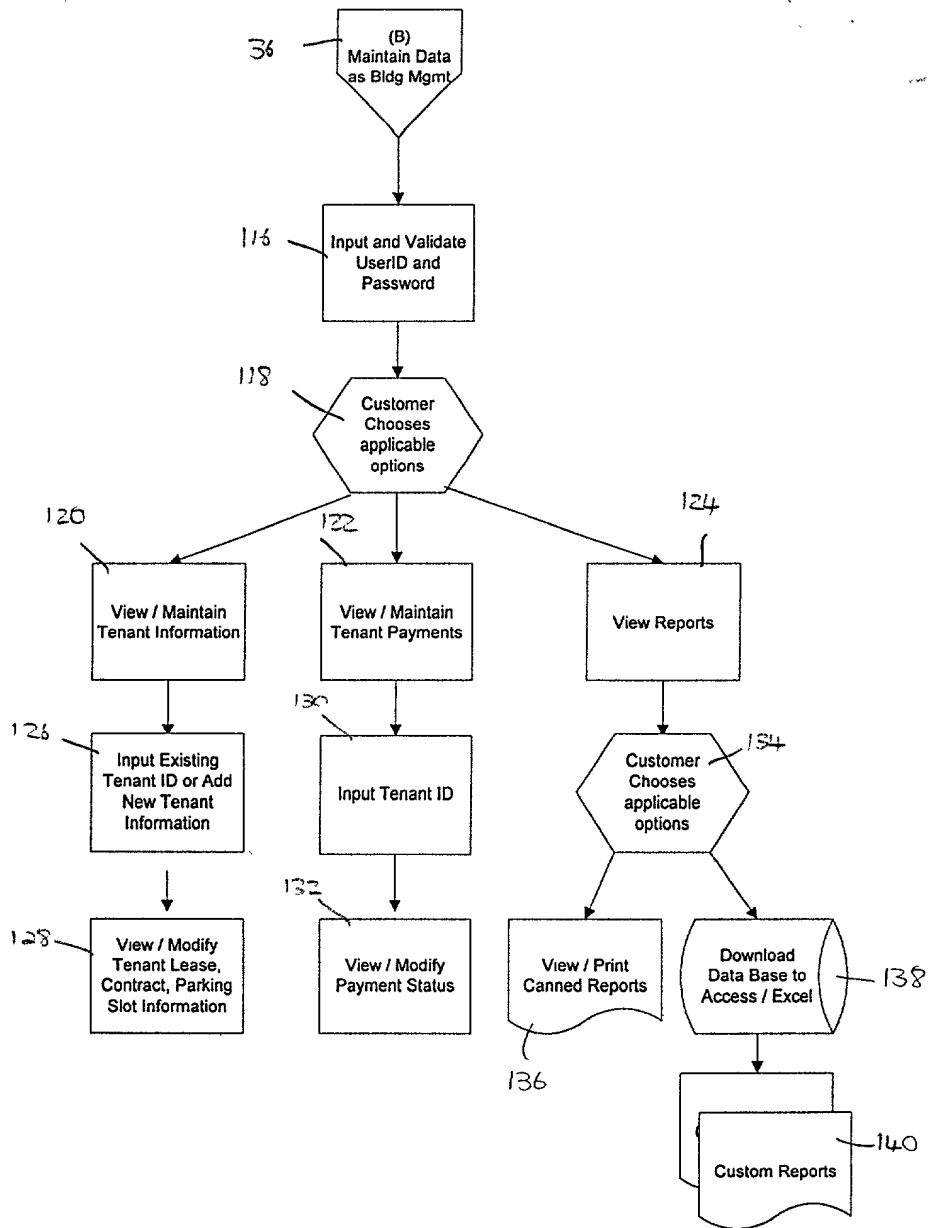 36
(B)
Maintain Data
as Bldg Mgmt
116
Input and Validate
UserID and
Password
118
Customer
Chooses
applicable
options
120
122
124
View / Maintain
Tenant Information
View / Maintain
Tenant Payments
View Reports
126
Input Existing
Tenant ID or Add
New Tenant
Information
130
Input Tenant ID
134
Customer
Chooses
applicable
options
128
View / Modify
Tenant Lease,
Contract, Parking
Slot Information
132
View / Modify
Payment Status
View / Print
Canned Reports
136
Download
Data Base to
Access / Excel
138
140
Custom Reports